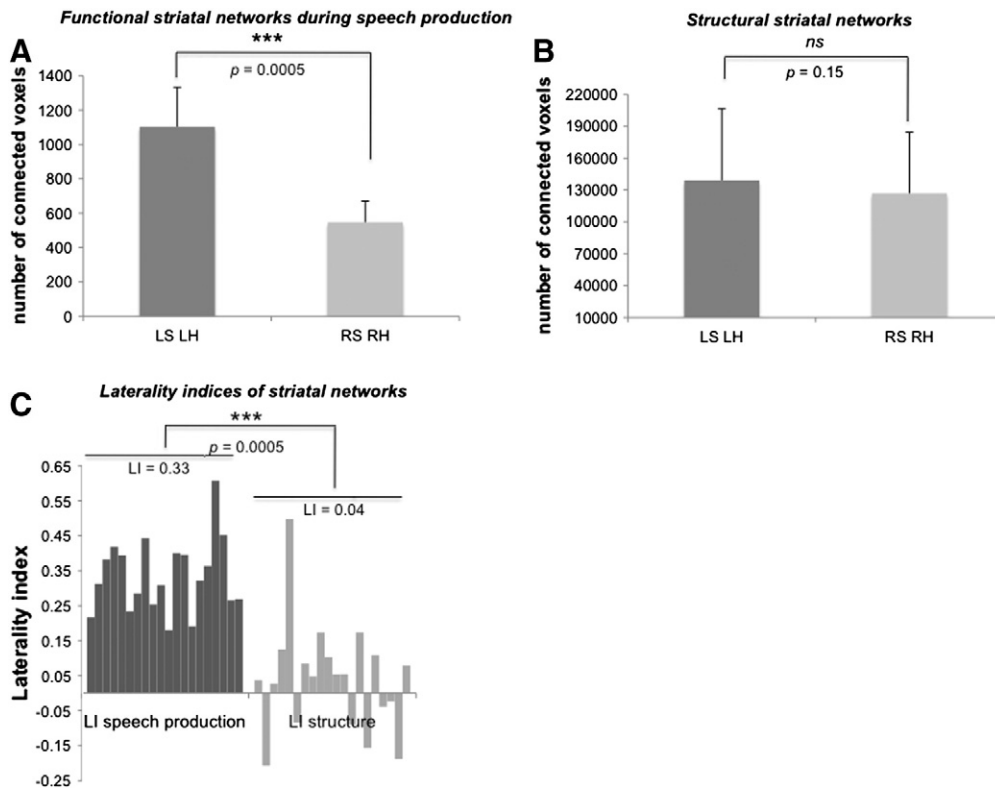 Functional striatal networks during speech production
A
***
p = 0.0005
number of connected voxels
1400
1200
1000
800
600
400
200
0
LS LH
RS RH
Structural striatal networks
B
ns
p = 0.15
number of connected voxels
220000
190000
160000
130000
100000
70000
40000
10000
LS LH
RS RH
C
Laterality indices of striatal networks
***
p = 0.0005
LI = 0.33
LI = 0.04
Laterality index
0.65
0.55
0.45
0.35
0.25
0.15
0.05
-0.05
-0.15
-0.25
LI speech production
LI structure